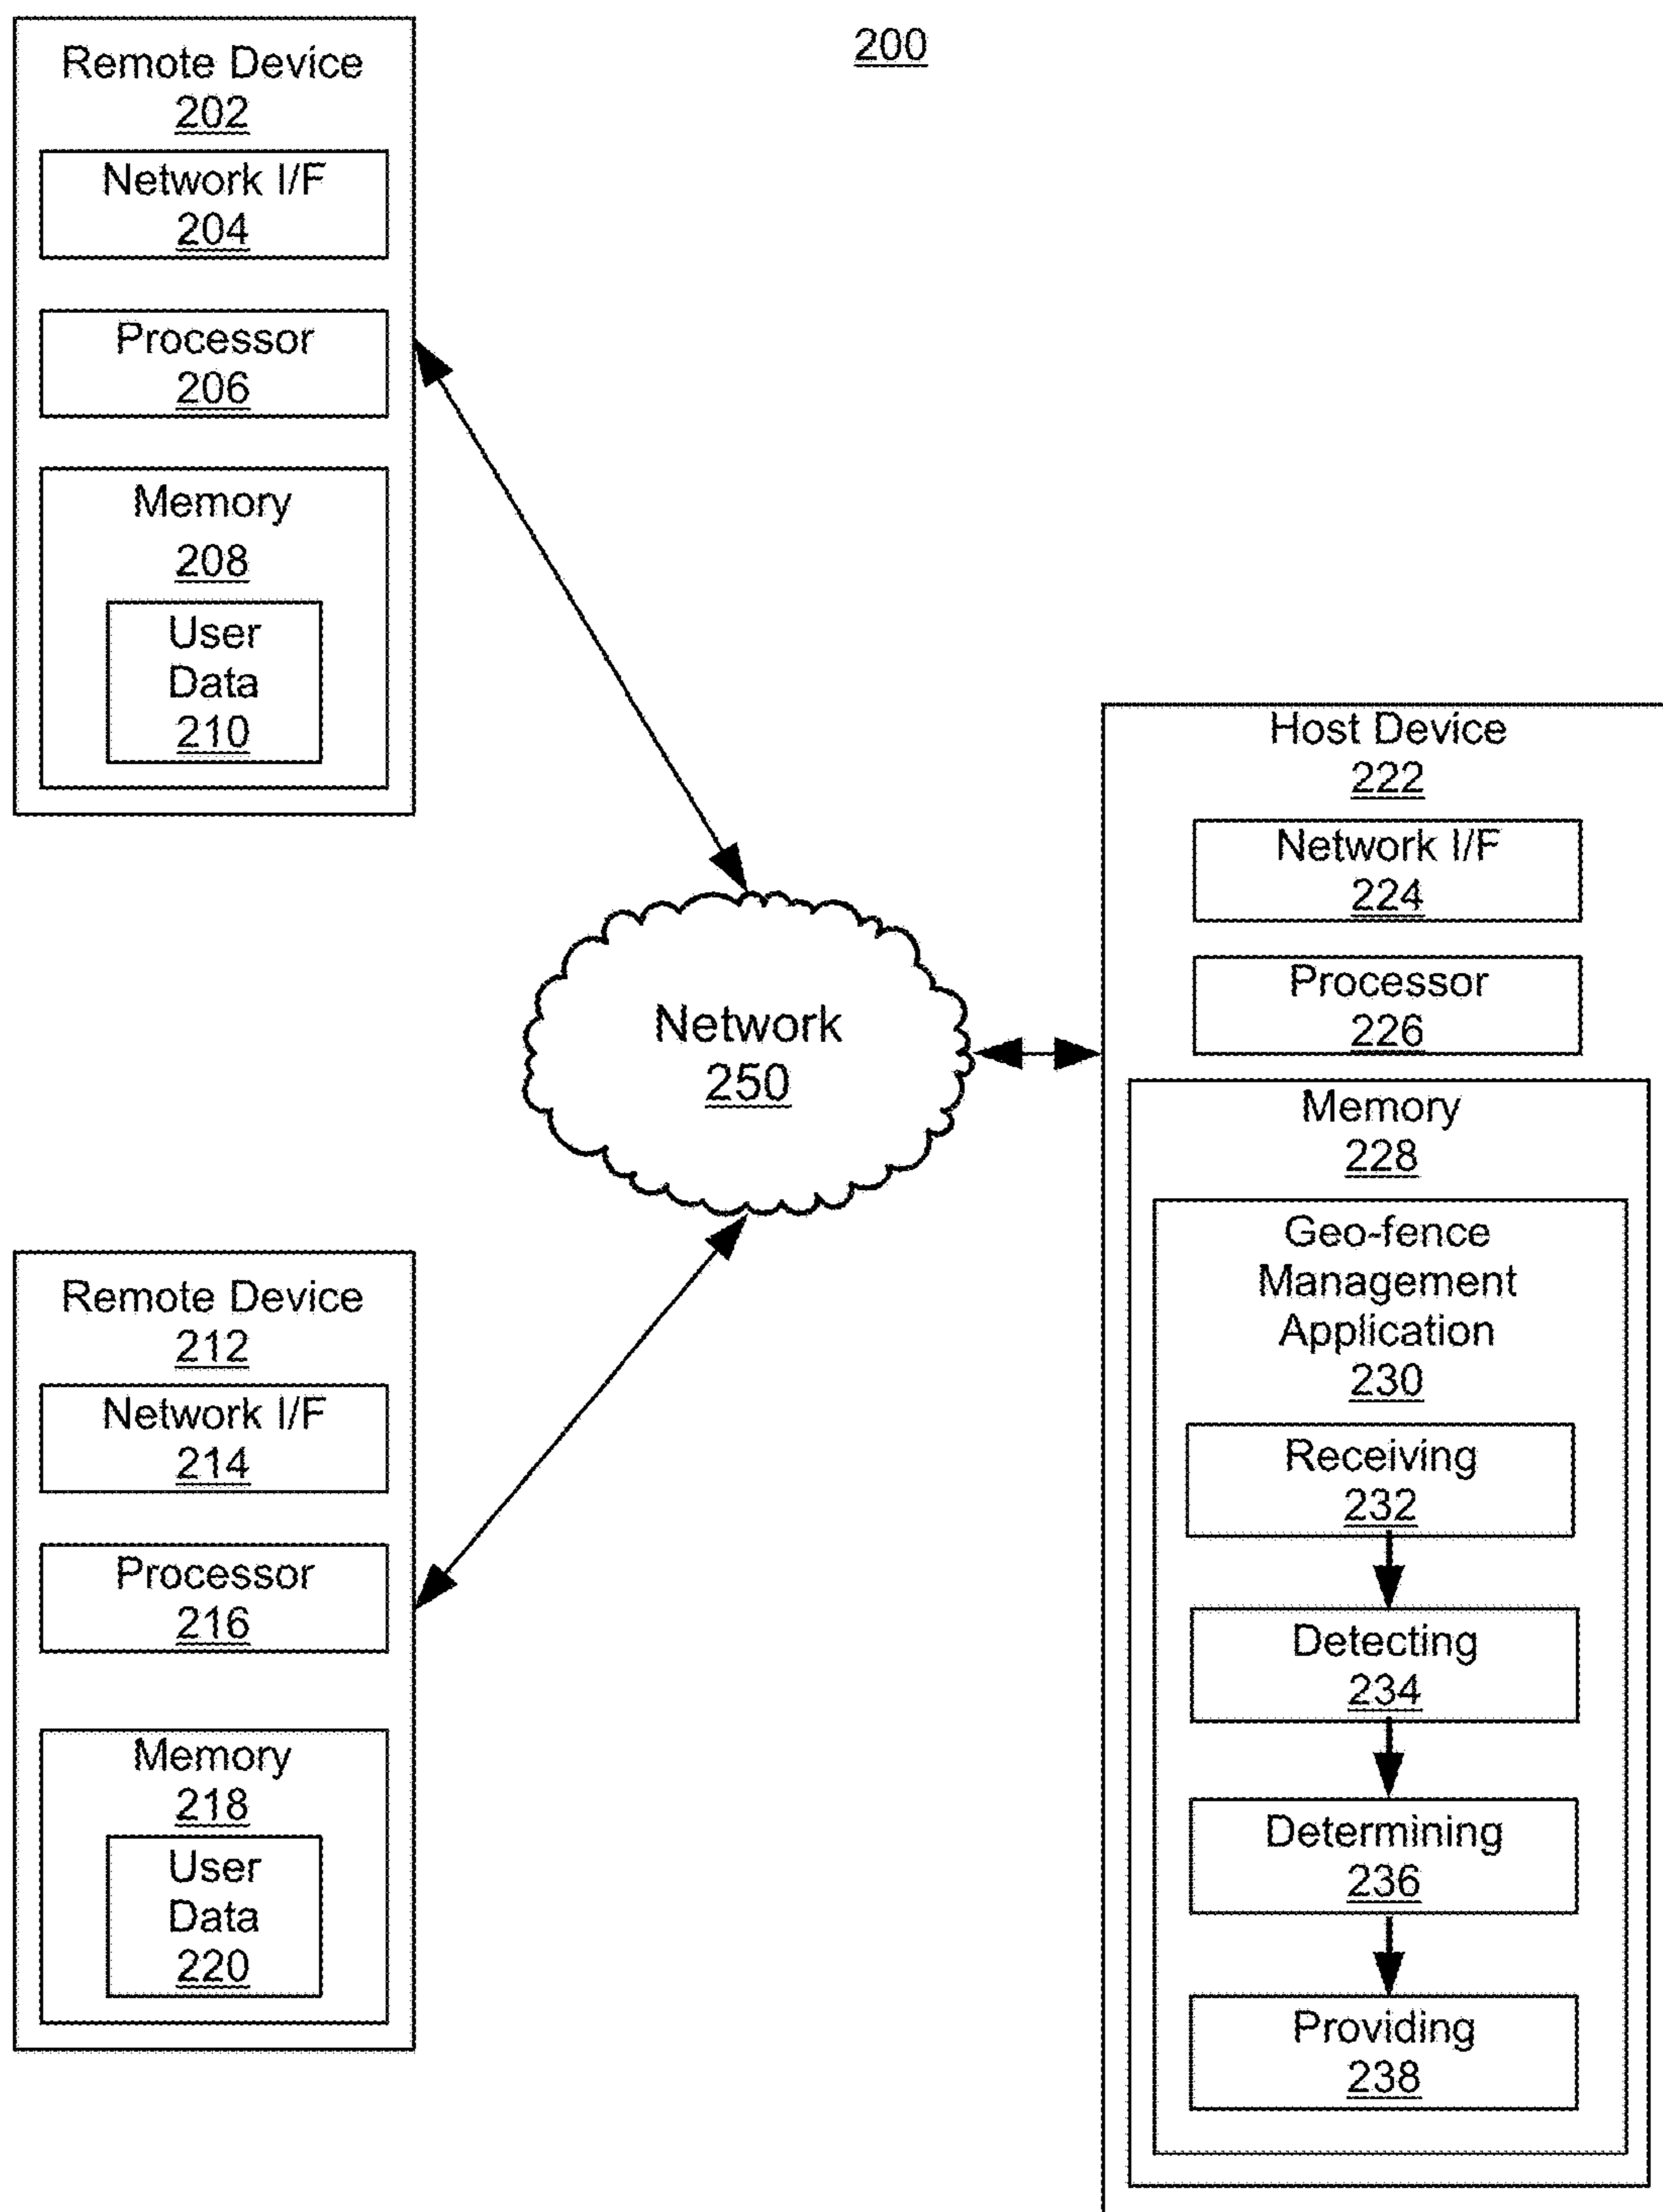 200
Remote Device
202
Network I/F
204
Processor
206
Memory
208
User
Data
210
Network
250
Remote Device
212
Network I/F
214
Processor
216
Memory
218
User
Data
220
Host Device
222
Network I/F
224
Processor
226
Memory
228
Geo-fence
Management
Application
230
Receiving
232
Detecting
234
Determining
236
Providing
238